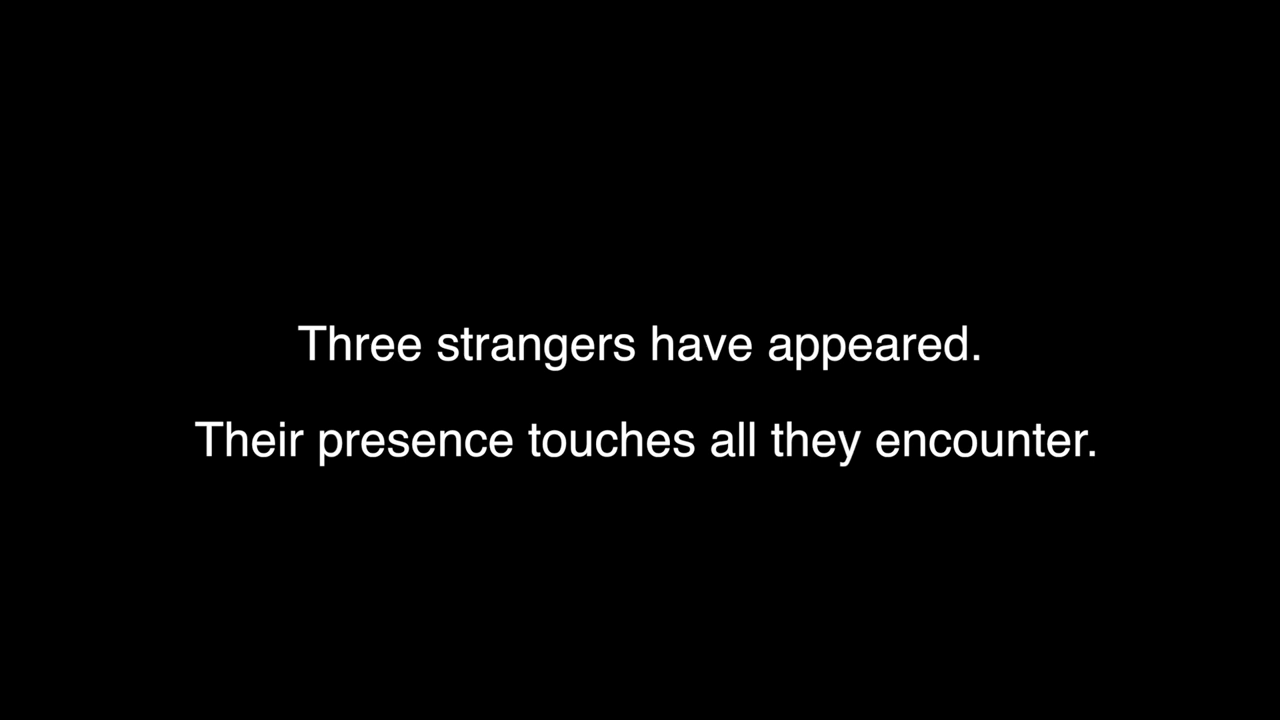 Three strangers have appeared.
Their presence touches all they encounter.